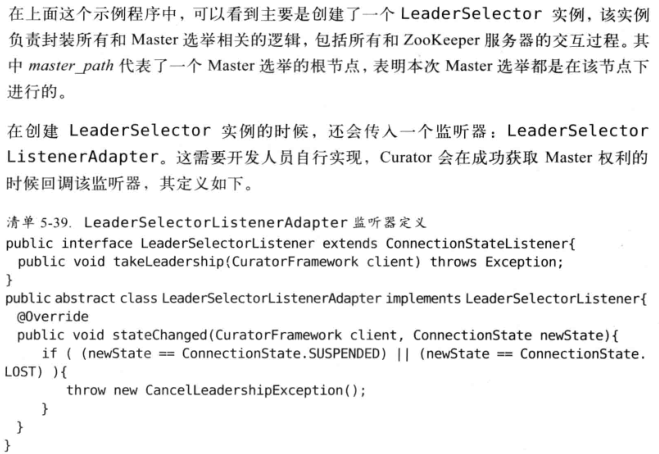 在上面这个示例程序中，可以看到主要是创建了一个 LeaderSelector 实例，该实例
负责封装所有和 Master 选举相关的逻辑，包括所有和 ZooKeeper 服务器的交互过程。其
中 master_path 代表了一个 Master 选举的根节点，表明本次 Master 选举都是在该节点下
进行的。
在创建 LeaderSelector 实例的时候，还会传入一个监听器：LeaderSelector
ListenerAdapter。这需要开发人员自行实现，Curator 会在成功获取 Master 权利的
时候回调该监听器，其定义如下。
清单 5-39. LeaderSelectorListenerAdapter 监听器定义
public interface LeaderSelectorListener extends ConnectionStateListener{
public void takeLeadership(CuratorFramework client) throws Exception;
}
public abstract class LeaderSelectorListenerAdapter implements LeaderSelectorListener{
@Override
public void stateChanged(CuratorFramework client, ConnectionState newState){
if ( (newState == ConnectionState.SUSPENDED) || (newState == ConnectionState.
LOST) ){
throw new CancelLeadershipException();
}
}
}